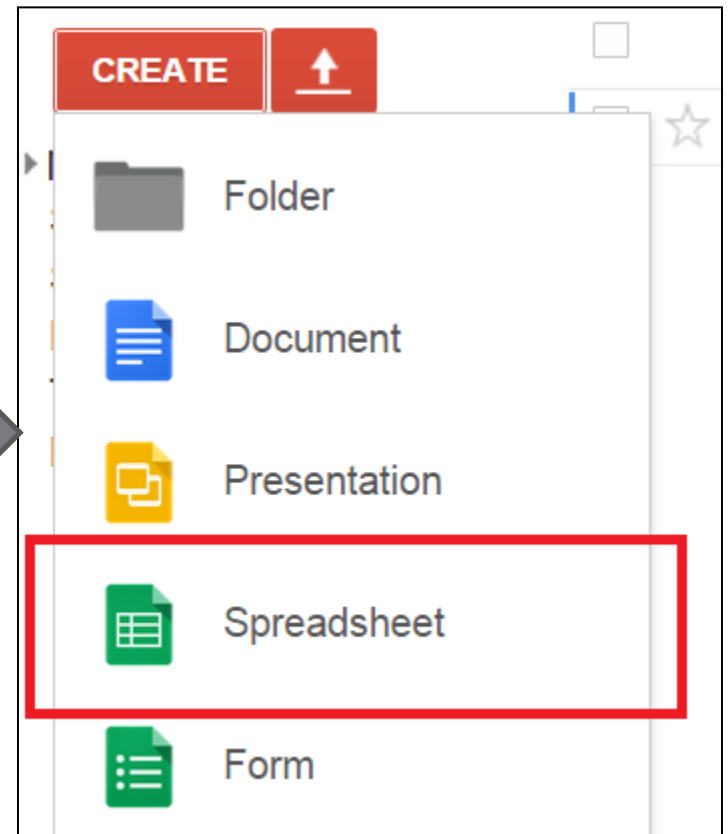 CREATE
Folder
Document
Presentation
Spreadsheet
Form